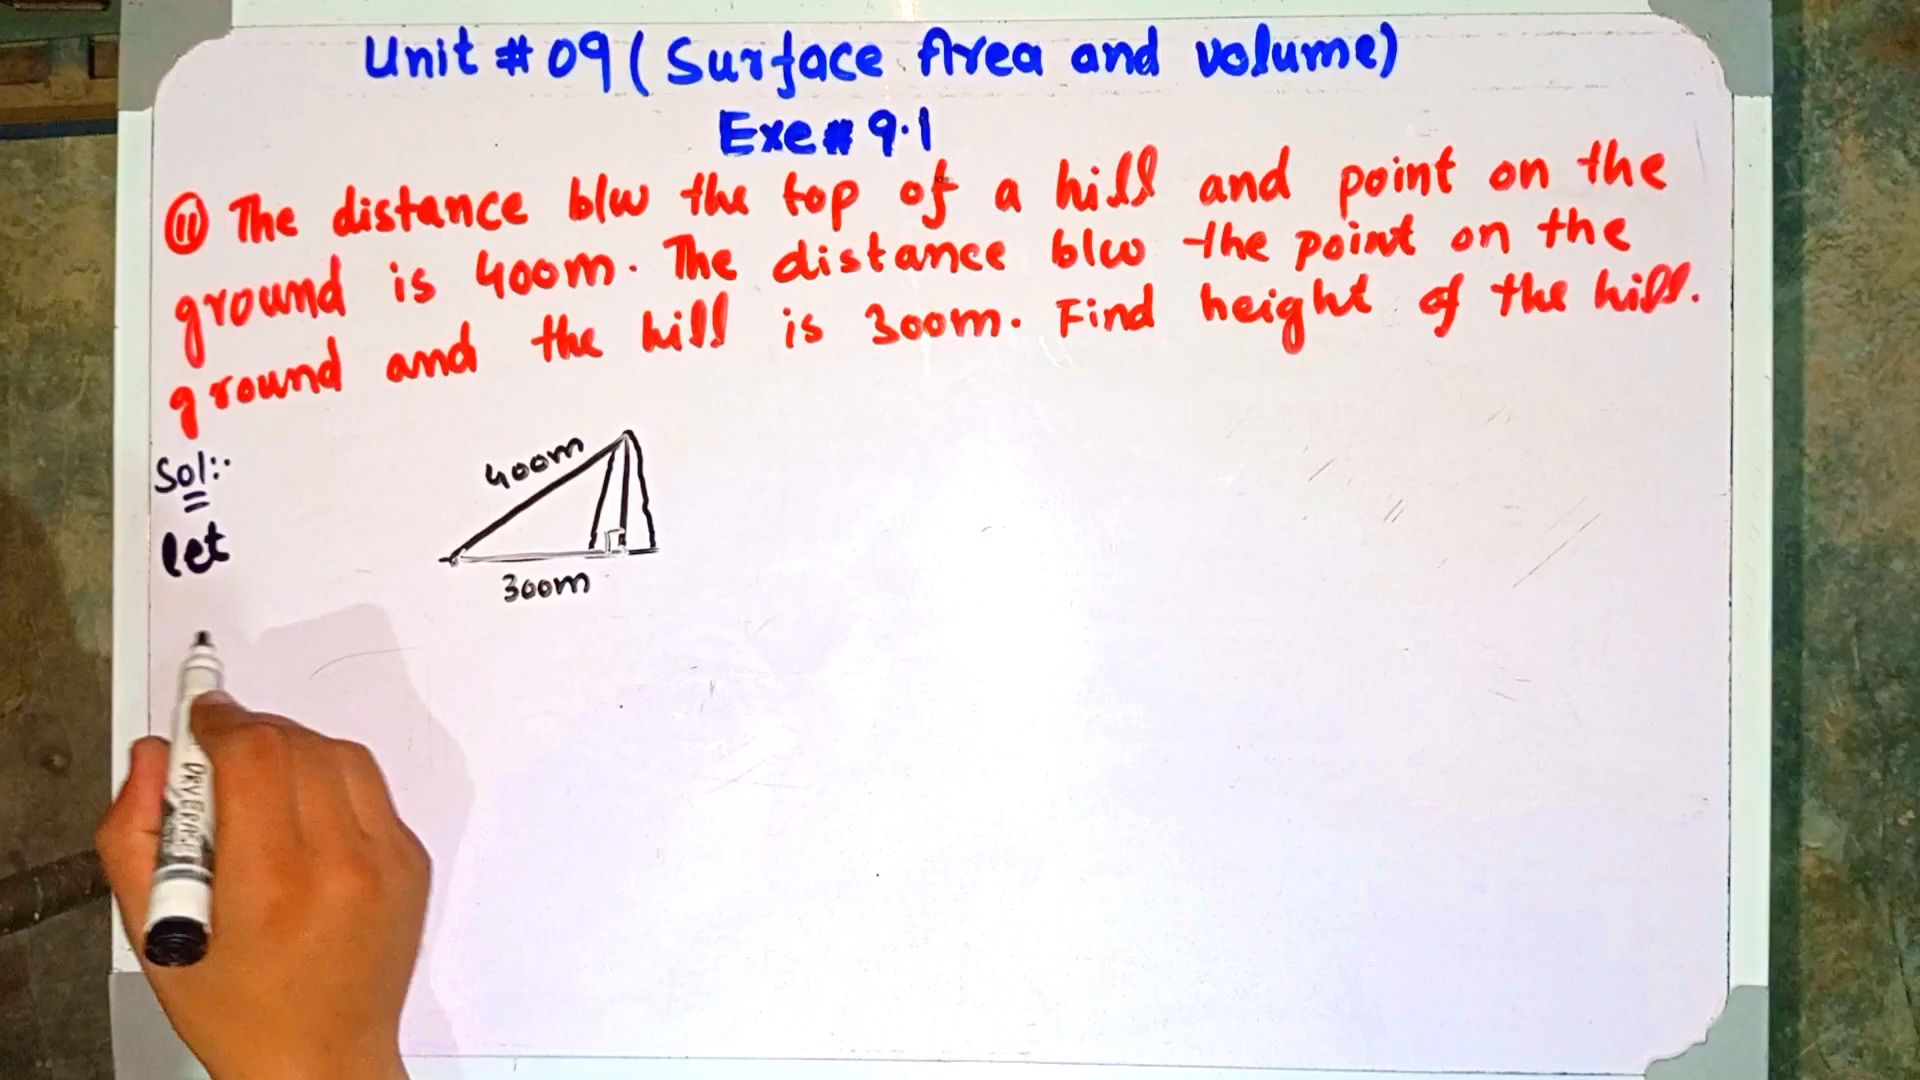 Unit # 09 (Surface Area and volume)
Exe # 9.1
⑪ The distance b/w the top of a hill and point on the
ground is 400m. The distance b/w the point on the
ground and the hill is 300m. Find height of the hill.
Sol:-
400m
let
300m